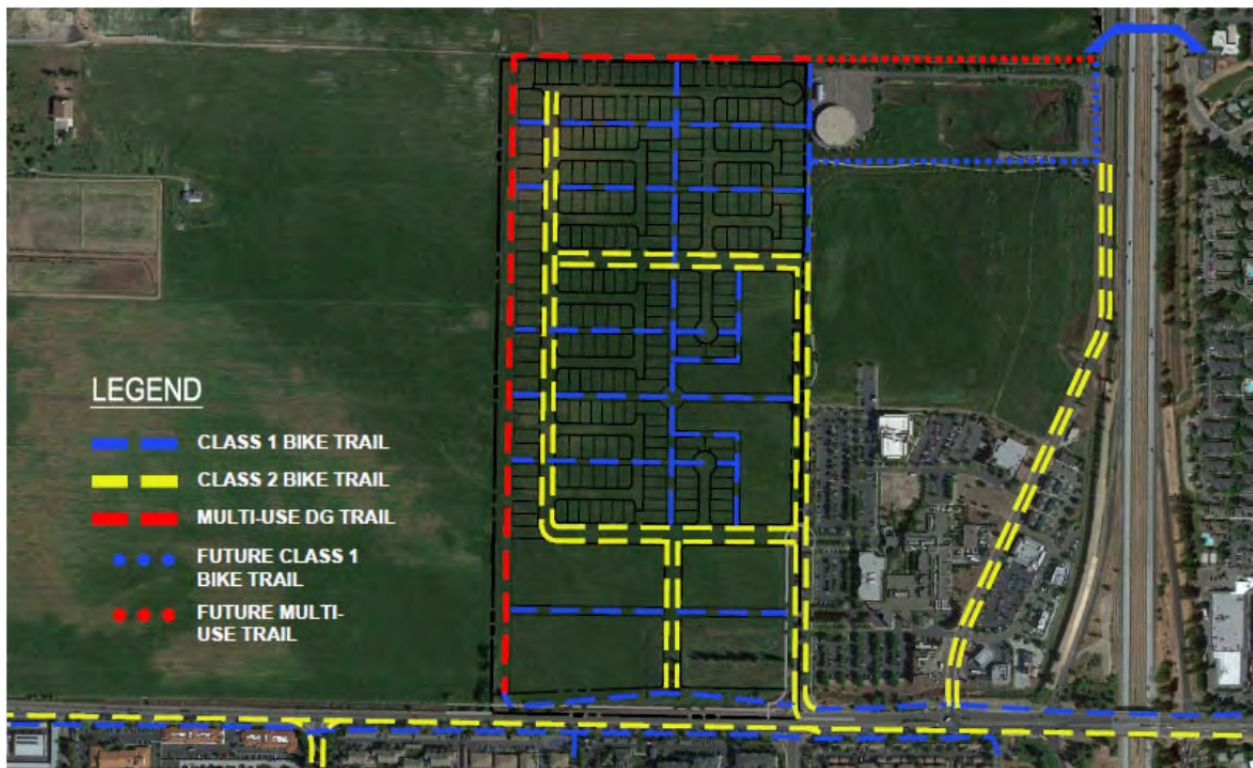 LEGEND
CLASS 1 BIKE TRAIL
CLASS 2 BIKE TRAIL
MULTI-USE DG TRAIL
FUTURE CLASS 1
BIKE TRAIL
FUTURE MULTI-
USE TRAIL